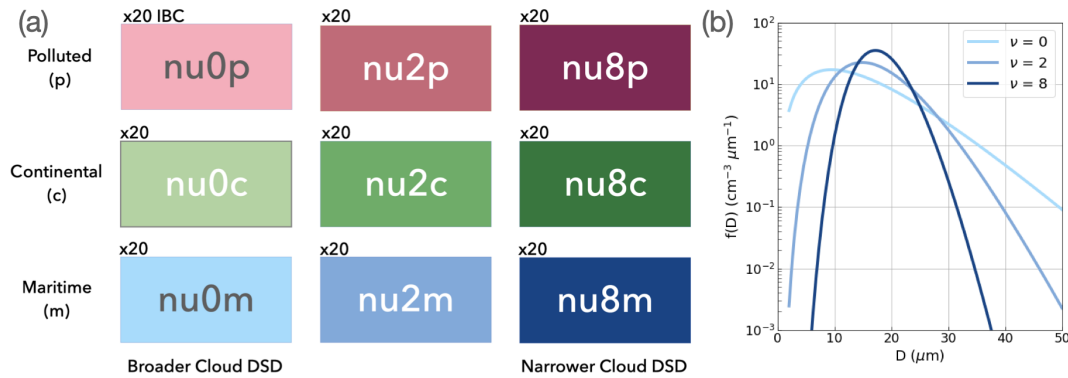 (a)
x20 IBC
x20
x20
Polluted
(p)
nu0p
nu2p
nu8p
x20
x20
x20
Continental
(c)
nu0c
nu2c
nu8c
x20
x20
x20
Maritime
(m)
nu0m
nu2m
nu8m
Broader Cloud DSD
Narrower Cloud DSD
(b)
10²
10¹
10⁰
10⁻¹
10⁻²
10⁻³
f(D) (cm⁻³ μm⁻¹)
ν = 0
ν = 2
ν = 8
0 10 20 30 40 50
D (μm)